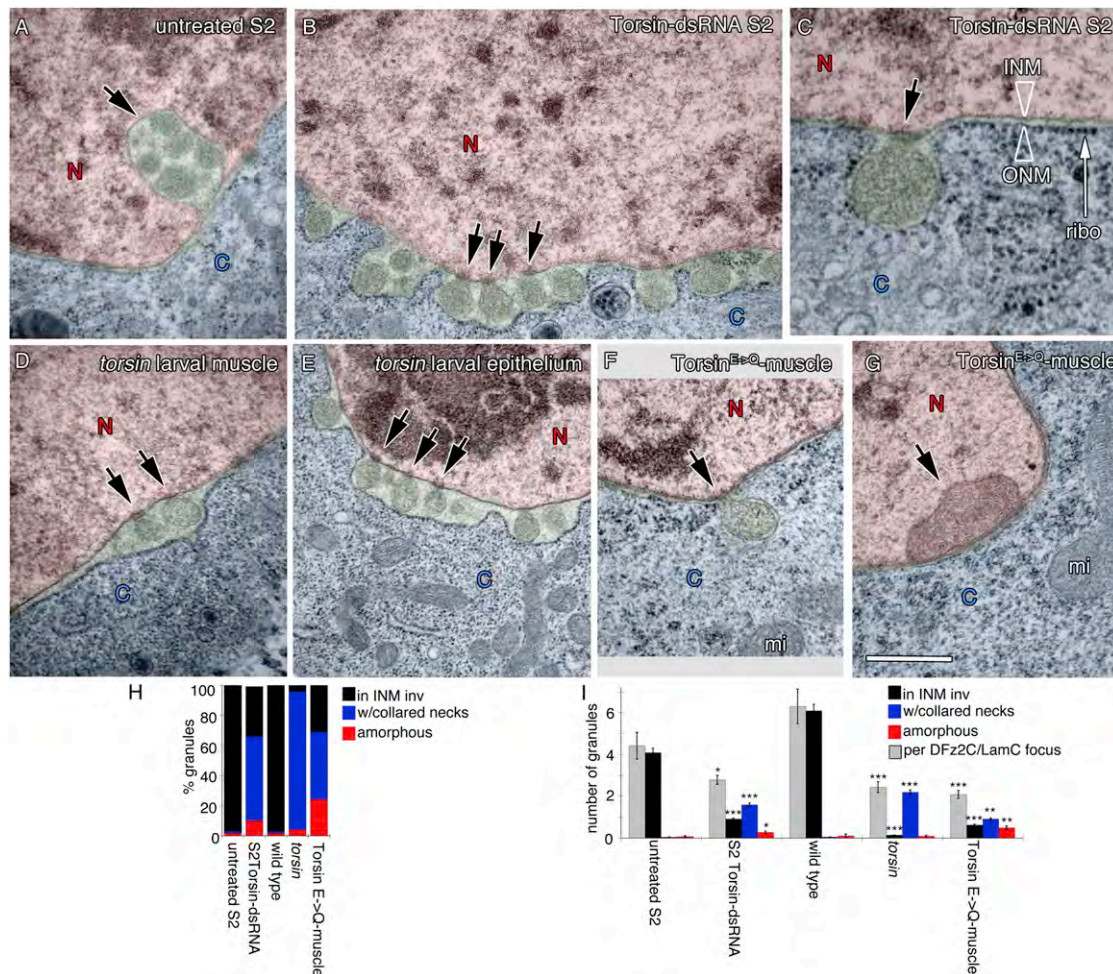 A untreated S2
N
C
B Torsin-dsRNA S2
N
C
C Torsin-dsRNA S2
N
INM
ONM
ribo
C
D torsin larval muscle
N
C
E torsin larval epithelium
N
C
F Torsin E->Q-muscle
N
C
mi
G Torsin E->Q-muscle
N
C
mi
H
100
80
60
40
20
0
% granules
in INM inv
w/collared necks
amorphous
untreated S2
S2Torsin-dsRNA
wild type
torsin
Torsin E->Q-muscle
I
6
4
2
0
number of granules
in INM inv
w/collared necks
amorphous
per DFz2C/LamC focus
* *** *** *
*** *** ***
*** *** ** **
untreated S2
S2 Torsin-dsRNA
wild type
torsin
Torsin E->Q-muscle